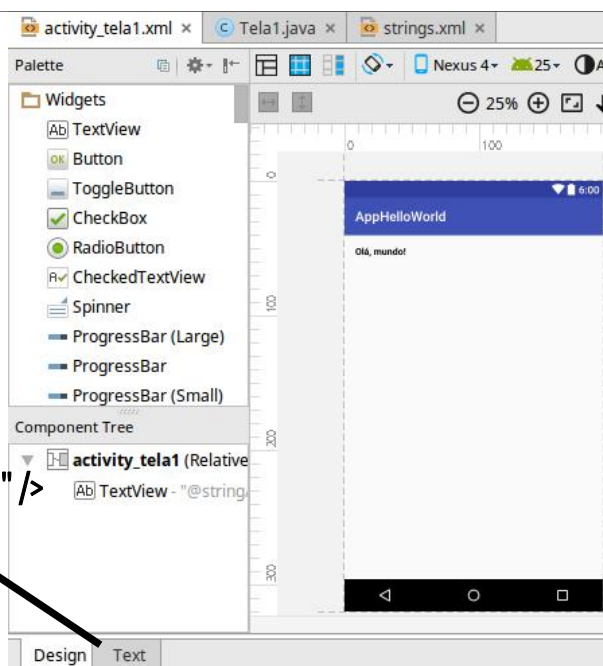 activity_tela1.xml × Tela1.java × strings.xml ×
Palette
Nexus 4 25 A
Widgets
25%
Ab TextView
0 100
OK Button
0
ToggleButton
6:00
CheckBox
AppHelloWorld
RadioButton
Olá, mundo!
CheckedTextView
Spinner
100
ProgressBar (Large)
ProgressBar
ProgressBar (Small)
Component Tree
200
activity_tela1 (Relative
" />
Ab TextView - "@string
300
Design Text